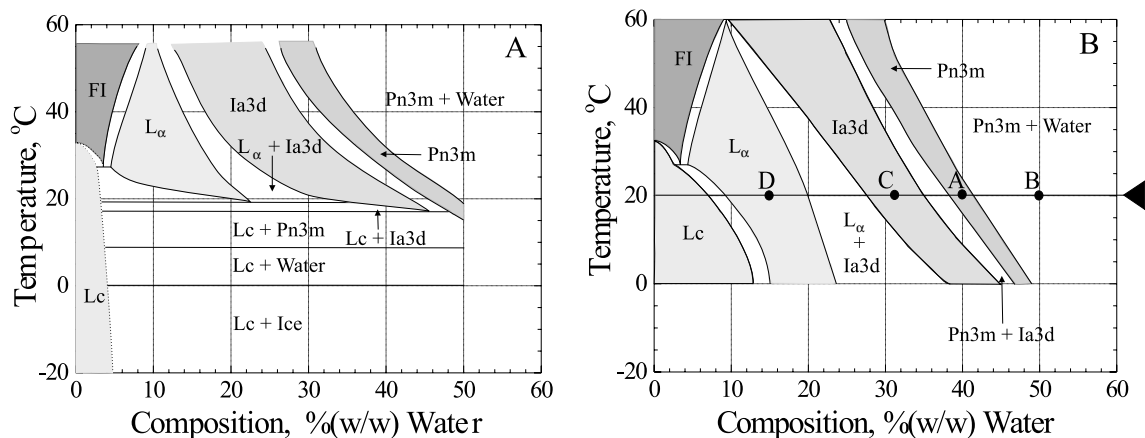 A
60
40
20
0
-20
Temperature, °C
FI
Lα
Ia3d
Lα + Ia3d
Pn3m + Water
Pn3m
Lc + Ia3d
Lc + Pn3m
Lc + Water
Lc
Lc + Ice
0 10 20 30 40 50 60
Composition, %(w/w) Water
B
60
40
20
0
-20
Temperature, °C
FI
Pn3m
Lα
Ia3d
Pn3m + Water
D
C
A
B
Lc
Lα
+
Ia3d
Pn3m + Ia3d
0 10 20 30 40 50 60
Composition, %(w/w) Water